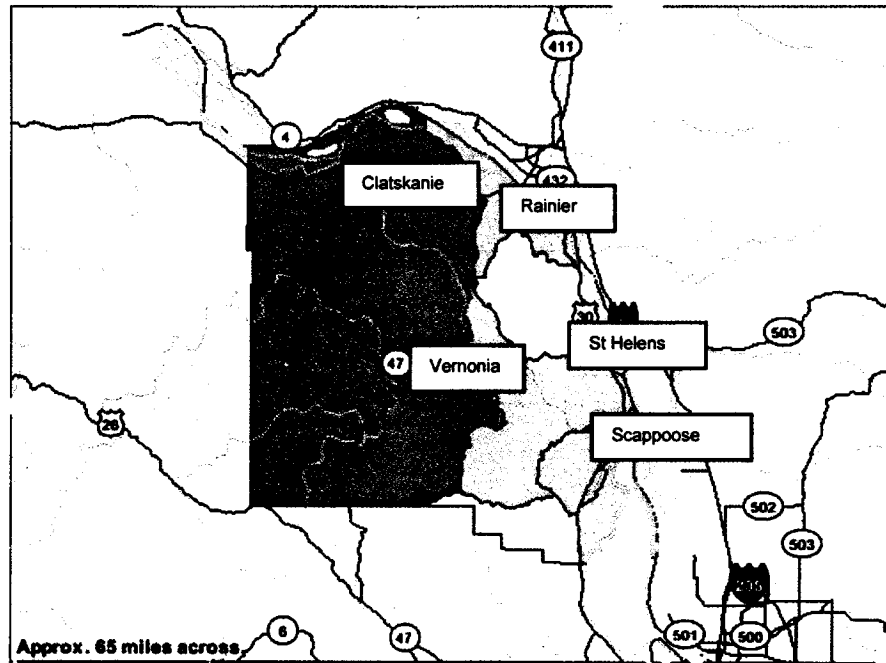 411
4
Clatskanie
432
Rainier
30
St Helens
503
47
Vernonia
26
Scappoose
502
503
6
47
501
500
Approx. 65 miles across.